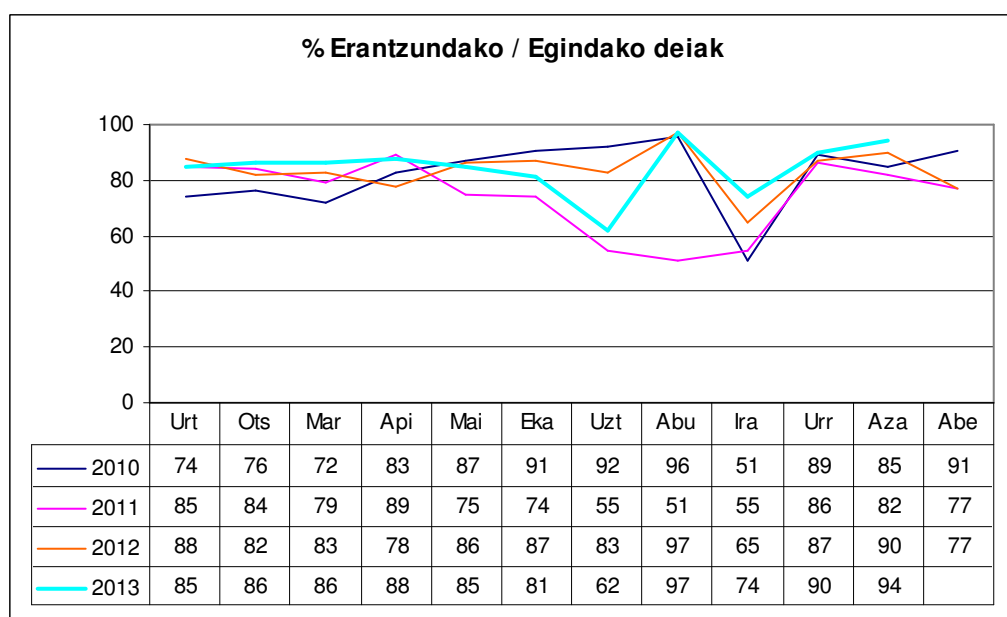 % Erantzundako / Egindako deiak
100
80
60
40
20
0
Urt Ots Mar Api Mai Eka Uzt Abu Ira Urr Aza Abe
2010 74 76 72 83 87 91 92 96 51 89 85 91
2011 85 84 79 89 75 74 55 51 55 86 82 77
2012 88 82 83 78 86 87 83 97 65 87 90 77
2013 85 86 86 88 85 81 62 97 74 90 94